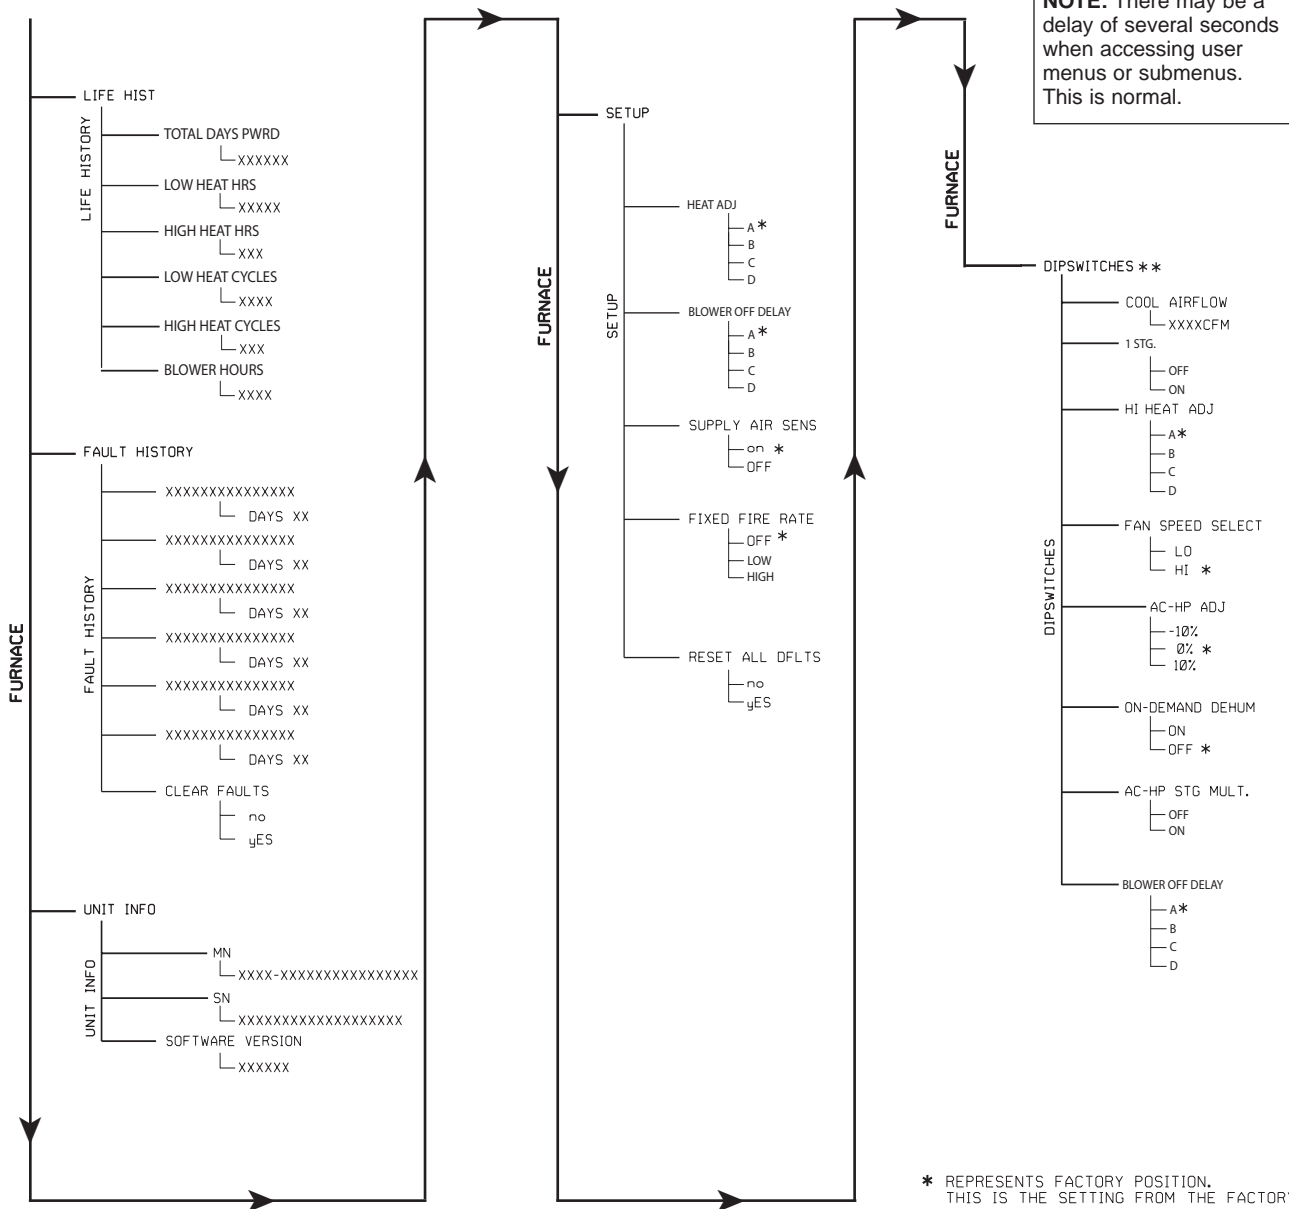 FURNACE
LIFE HIST
LIFE HISTORY
TOTAL DAYS PWRD
XXXXXX
LOW HEAT HRS
XXXXX
HIGH HEAT HRS
XXX
LOW HEAT CYCLES
XXXX
HIGH HEAT CYCLES
XXX
BLOWER HOURS
XXXX
FAULT HISTORY
FAULT HISTORY
XXXXXXXXXXXXXXX
DAYS XX
XXXXXXXXXXXXXXX
DAYS XX
XXXXXXXXXXXXXXX
DAYS XX
XXXXXXXXXXXXXXX
DAYS XX
XXXXXXXXXXXXXXX
DAYS XX
XXXXXXXXXXXXXXX
DAYS XX
CLEAR FAULTS
no
yES
UNIT INFO
UNIT INFO
MN
XXXX-XXXXXXXXXXXXXXXX
SN
XXXXXXXXXXXXXXXXXXX
SOFTWARE VERSION
XXXXXX
FURNACE
SETUP
SETUP
HEAT ADJ
A*
B
C
D
BLOWER OFF DELAY
A*
B
C
D
SUPPLY AIR SENS
on *
OFF
FIXED FIRE RATE
OFF *
LOW
HIGH
RESET ALL DFLTS
no
yES
NOTE. There may be a
delay of several seconds
when accessing user
menus or submenus.
This is normal.
FURNACE
DIPSWITCHES **
DIPSWITCHES
COOL AIRFLOW
XXXXCFM
1 STG.
OFF
ON
HI HEAT ADJ
A*
B
C
D
FAN SPEED SELECT
LO
HI *
AC-HP ADJ
-10%
0% *
10%
ON-DEMAND DEHUM
ON
OFF *
AC-HP STG MULT.
OFF
ON
BLOWER OFF DELAY
A*
B
C
D
* REPRESENTS FACTORY POSITION.
THIS IS THE SETTING FROM THE FACTORY